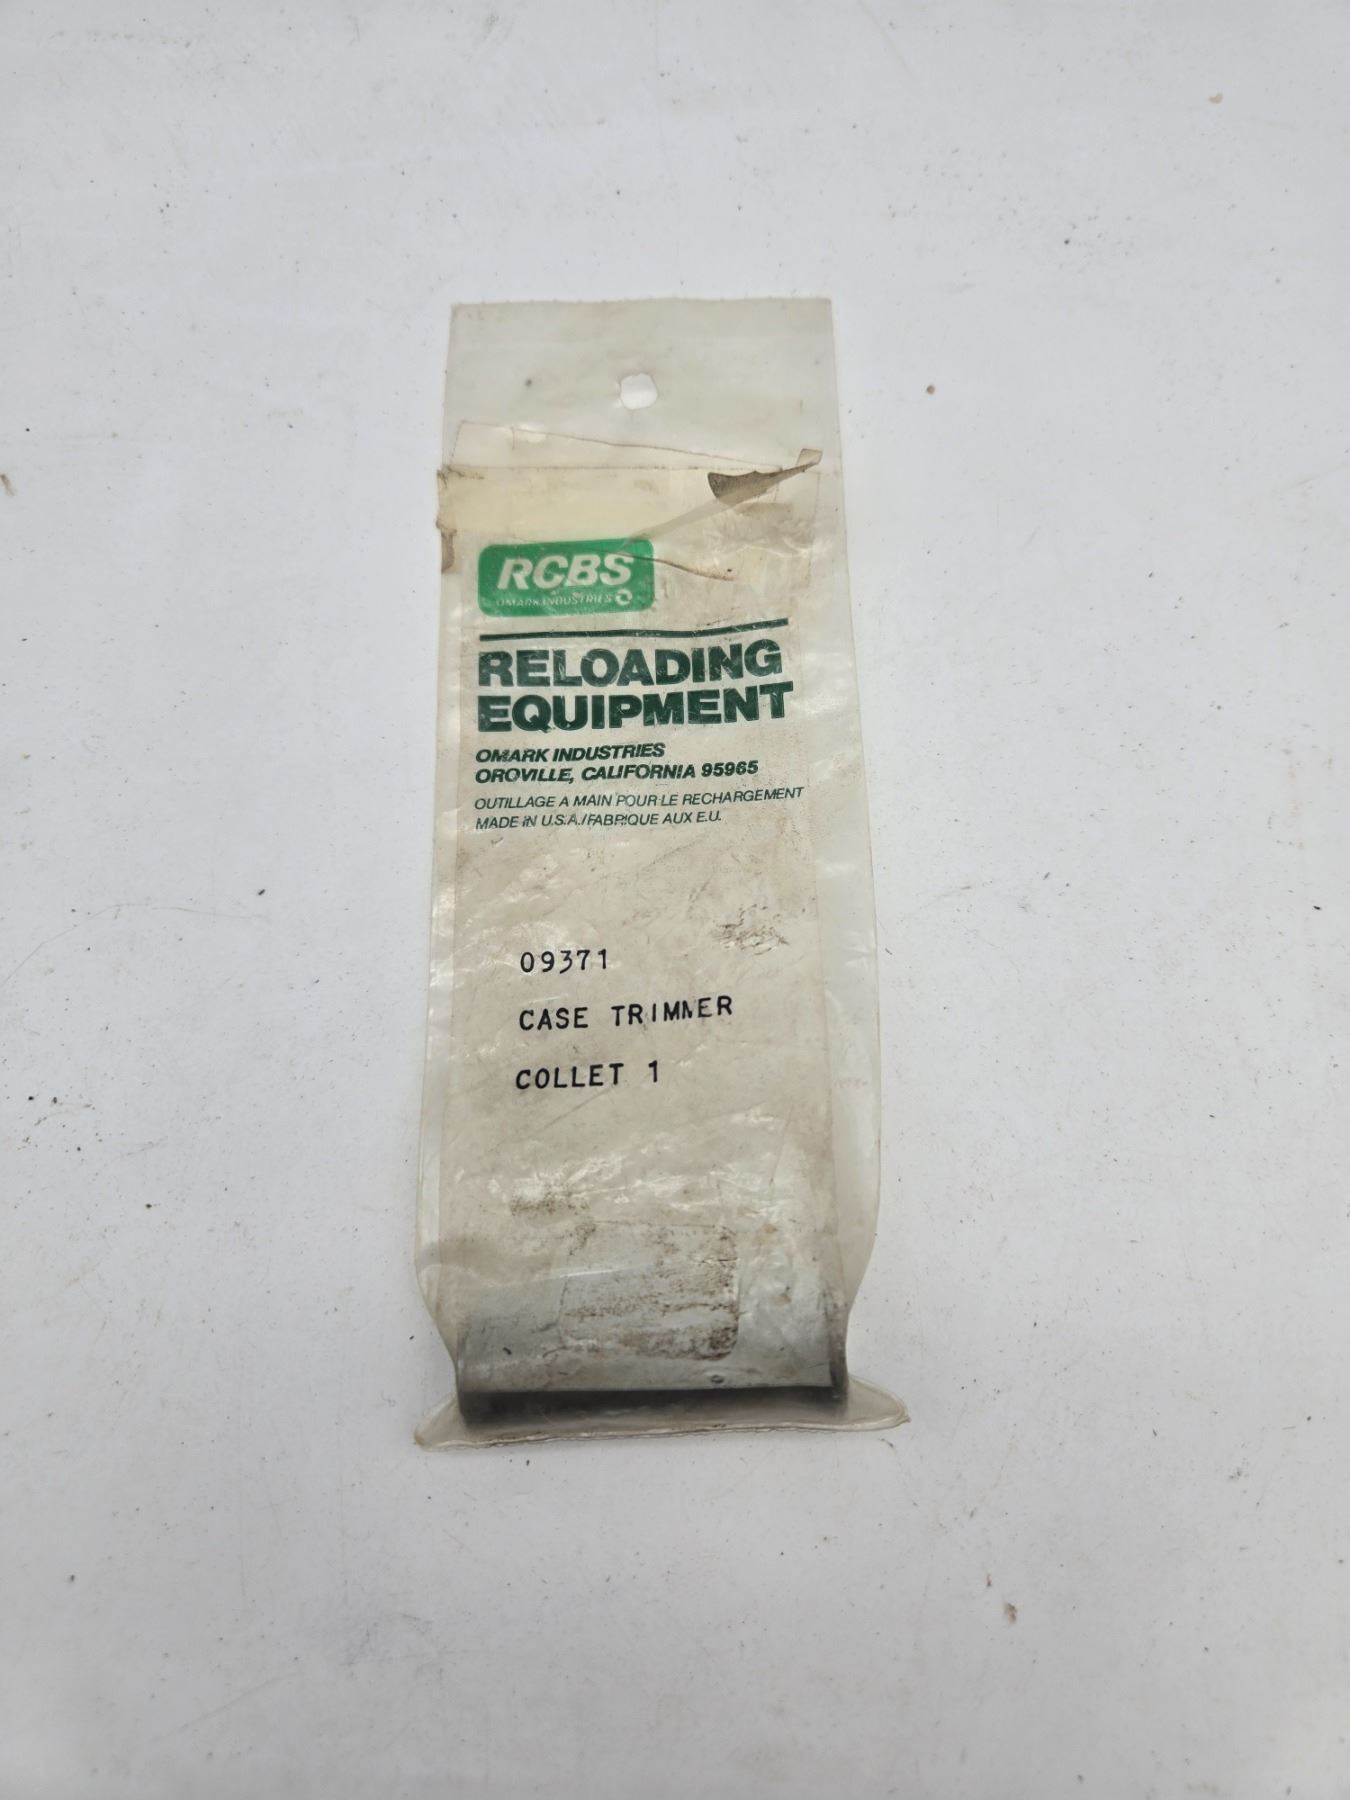 RCBS
OMARK INDUSTRIES
RELOADING
EQUIPMENT
OMARK INDUSTRIES
OROVILLE, CALIFORNIA 95965
OUTILLAGE A MAIN POUR LE RECHARGEMENT
MADE IN U.S.A./FABRIQUE AUX E.U.
09371
CASE TRIMMER
COLLET 1